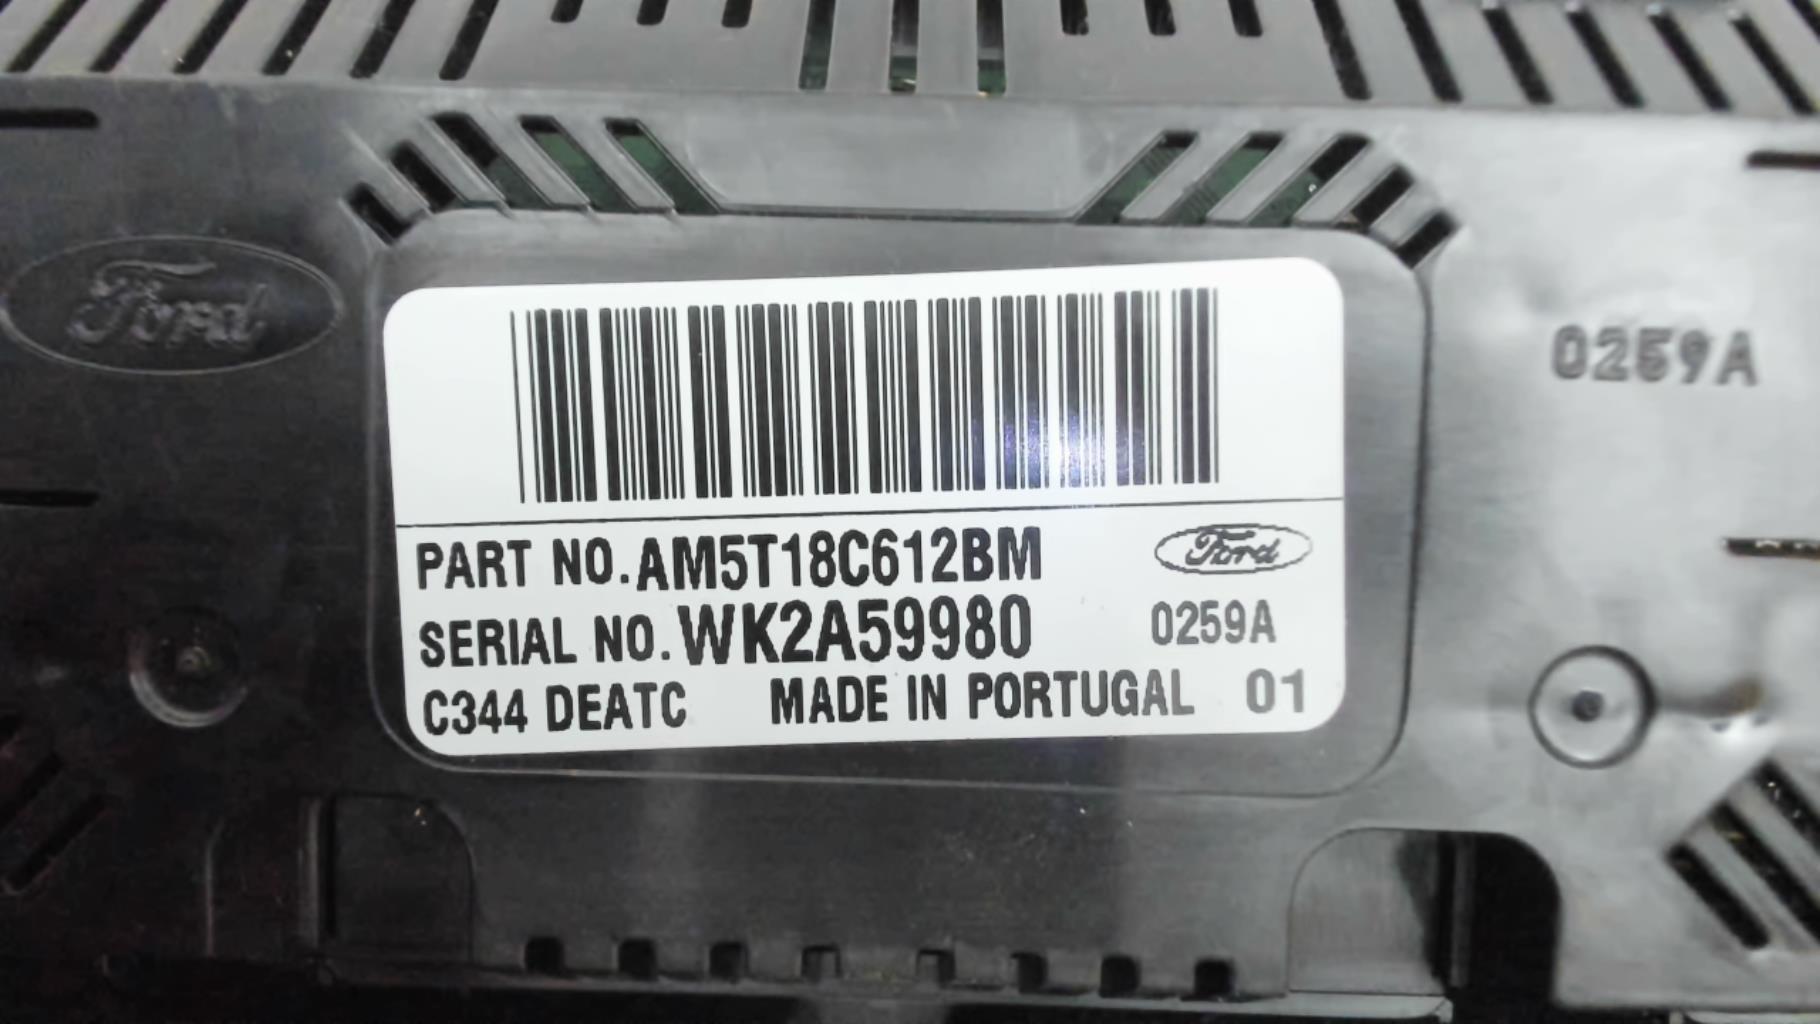 Ford
0259A
PART NO. AM5T18C612BM
Ford
SERIAL NO. WK2A59980
0259A
C344 DEATC MADE IN PORTUGAL 01